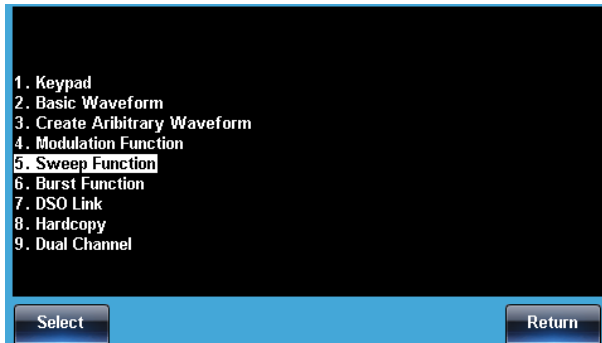 1. Keypad
2. Basic Waveform
3. Create Aribitrary Waveform
4. Modulation Function
5. Sweep Function
6. Burst Function
7. DSO Link
8. Hardcopy
9. Dual Channel
Select
Return